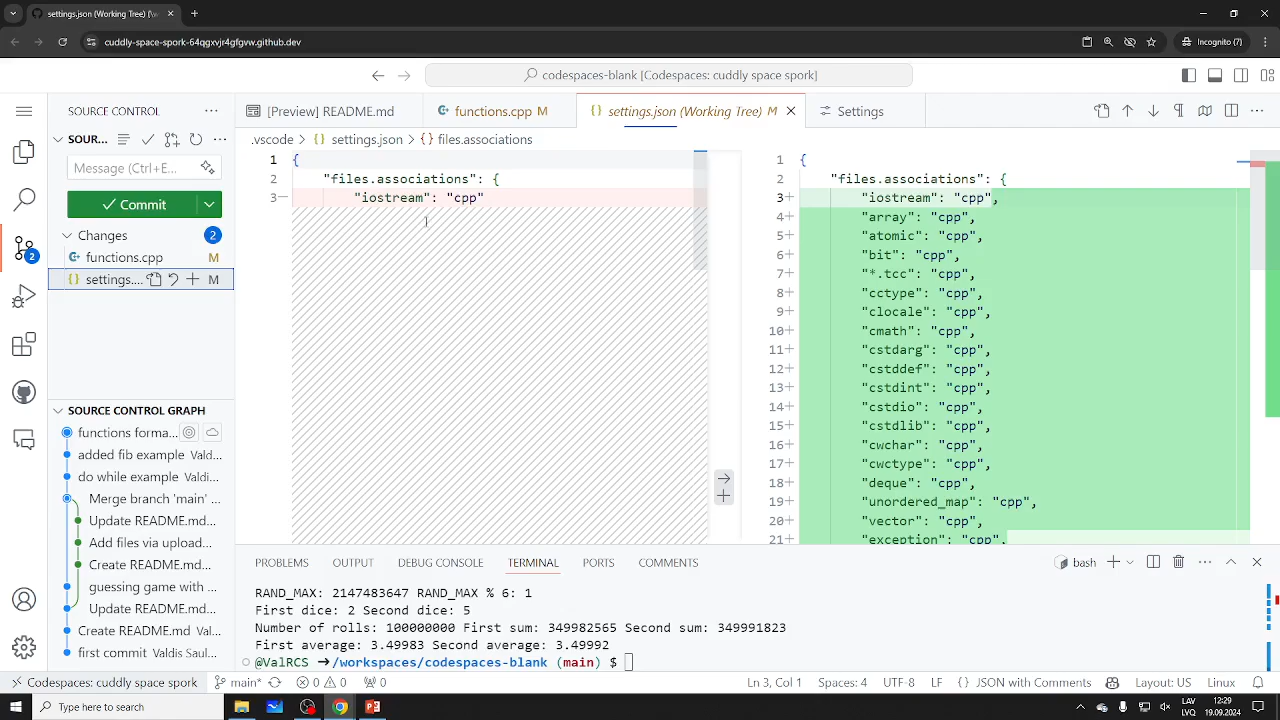 settings.json (Working Tree) (w
cuddly-space-spork-64qgxvjr4gfgvw.github.dev
Incognito (7)
codespaces-blank [Codespaces: cuddly space spork]
SOURCE CONTROL
[Preview] README.md
functions.cpp M
settings.json (Working Tree) M
Settings
SOUR...
.vscode > settings.json > files.associations
Message (Ctrl+E...
Commit
Changes 2
functions.cpp M
settings.... M
2
1 {
2 "files.associations": {
3 "iostream": "cpp"
1 {
2 "files.associations": {
3+ "iostream": "cpp",
4+ "array": "cpp",
5+ "atomic": "cpp",
6+ "bit": "cpp",
7+ "*.tcc": "cpp",
8+ "cctype": "cpp",
9+ "clocale": "cpp",
10+ "cmath": "cpp",
11+ "cstdarg": "cpp",
12+ "cstddef": "cpp",
13+ "cstdint": "cpp",
14+ "cstdio": "cpp",
15+ "cstdlib": "cpp",
16+ "cwchar": "cpp",
17+ "cwctype": "cpp",
18+ "deque": "cpp",
19+ "unordered_map": "cpp",
20+ "vector": "cpp",
21+ "exception": "cpp",
SOURCE CONTROL GRAPH
functions forma...
added fib example Vald...
do while example Valdi...
Merge branch 'main' ...
Update README.md...
Add files via upload...
Create README.md...
guessing game with ...
Update README.md...
Create README.md Val...
first commit Valdis Saul...
PROBLEMS OUTPUT DEBUG CONSOLE TERMINAL PORTS COMMENTS
bash
RAND_MAX: 2147483647 RAND_MAX % 6: 1
First dice: 2 Second dice: 5
Number of rolls: 100000000 First sum: 349982565 Second sum: 349991823
First average: 3.49983 Second average: 3.49992
@ValRCS ➜ /workspaces/codespaces-blank (main) $
Codespaces: cuddly space spork main* 0 0 0
Ln 3, Col 1 Spaces: 4 UTF-8 LF {} JSON with Comments Layout: US Linux
Type here to search
LAV
LVO
12:29
19.09.2024